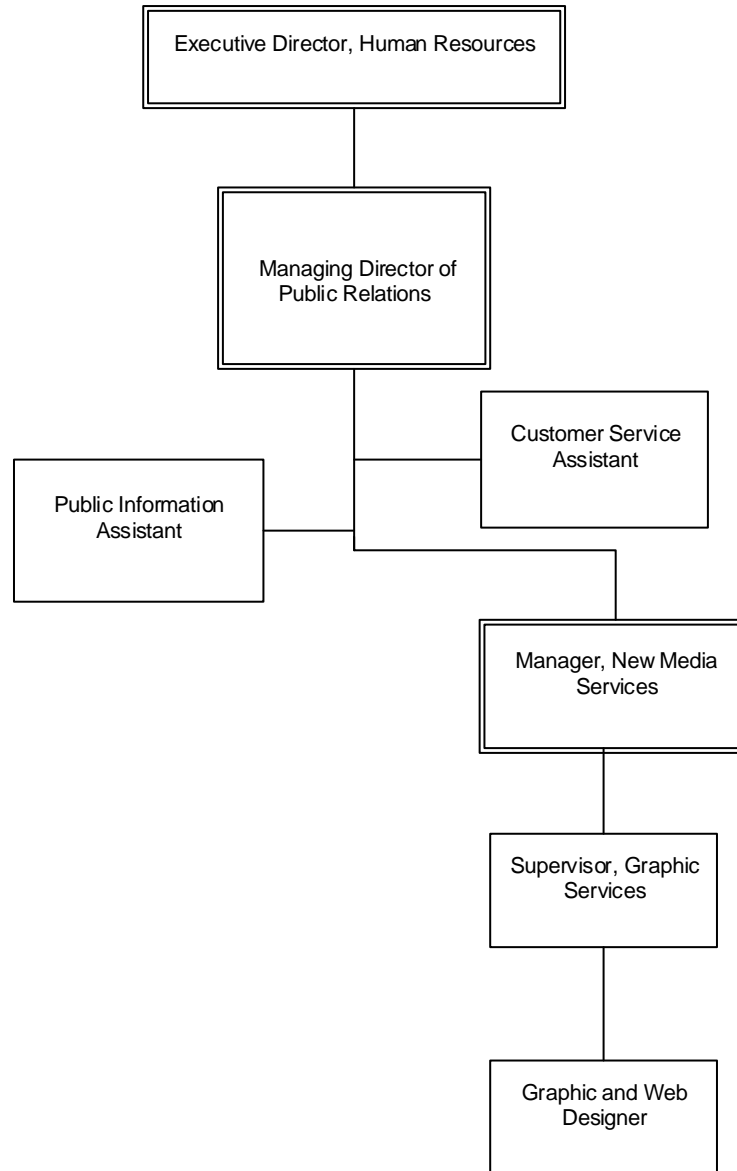 Executive Director, Human Resources
Managing Director of
Public Relations
Customer Service
Assistant
Public Information
Assistant
Manager, New Media
Services
Supervisor, Graphic
Services
Graphic and Web
Designer